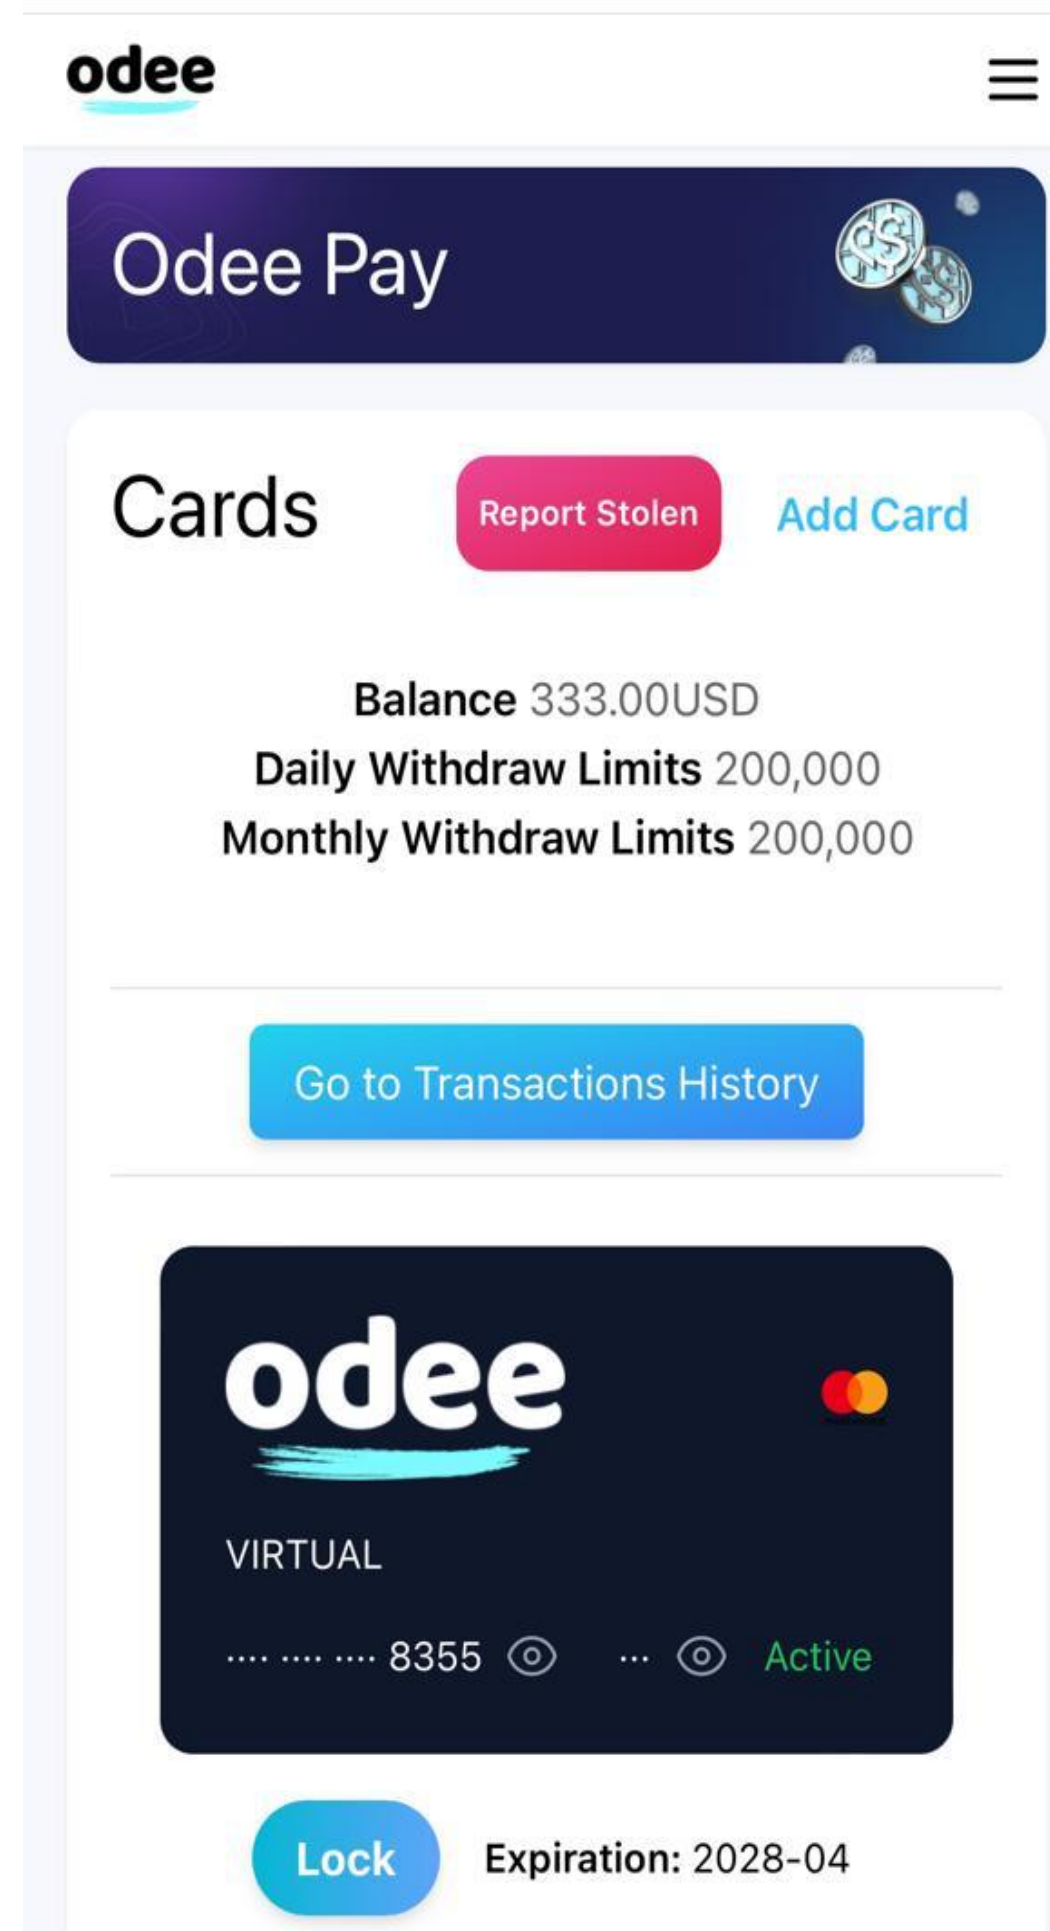 odee
Odee Pay
Cards
Report Stolen
Add Card
Balance 333.00USD
Daily Withdraw Limits 200,000
Monthly Withdraw Limits 200,000
Go to Transactions History
odee
VIRTUAL
.... .... .... 8355 ... Active
Lock
Expiration: 2028-04